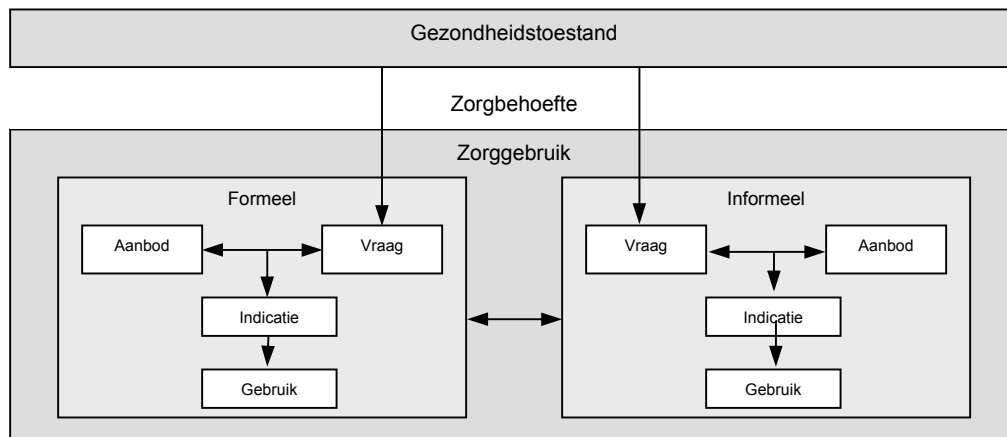 Gezondheidstoestand
Zorgbehoefte
Zorggebruik
Formeel
Aanbod
Vraag
Indicatie
Gebruik
Informeel
Vraag
Aanbod
Indicatie
Gebruik